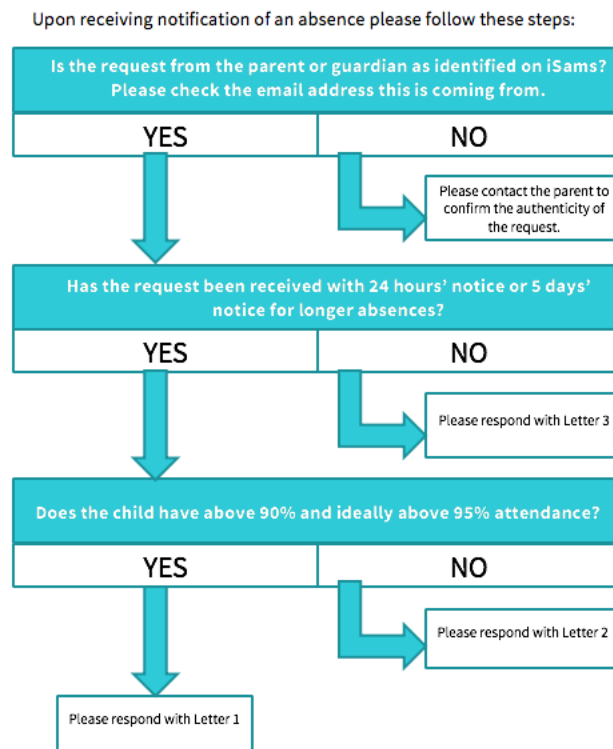 Upon receiving notification of an absence please follow these steps:
Is the request from the parent or guardian as identified on iSams?
Please check the email address this is coming from.
YES
NO
Please contact the parent to
confirm the authenticity of
the request.
Has the request been received with 24 hours’ notice or 5 days’
notice for longer absences?
YES
NO
Please respond with Letter 3
Does the child have above 90% and ideally above 95% attendance?
YES
NO
Please respond with Letter 2
Please respond with Letter 1